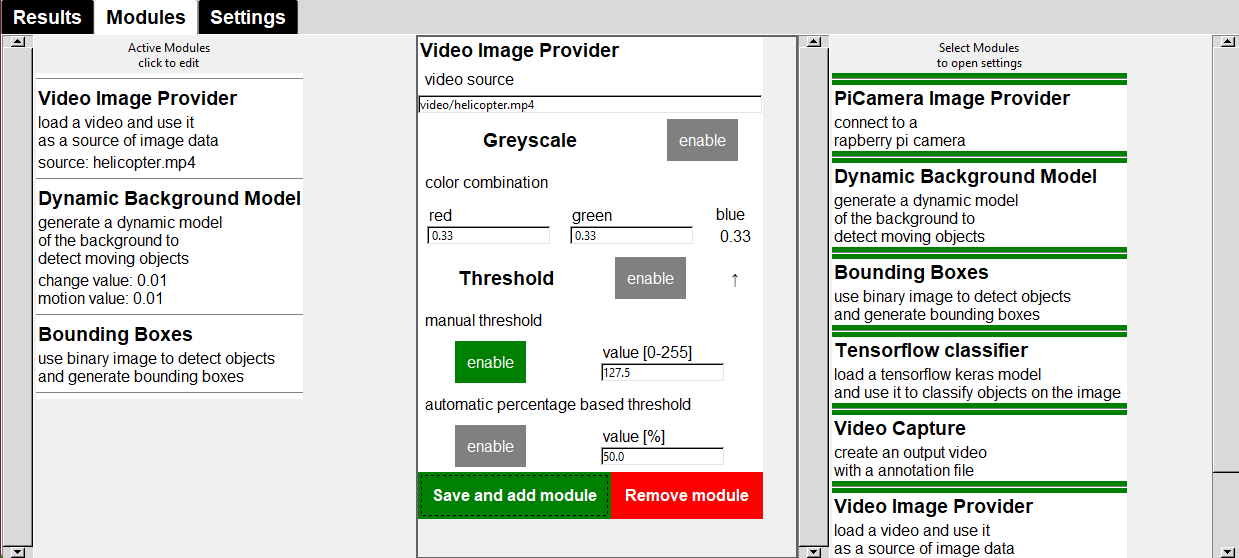 Results Modules Settings
Active Modules
click to edit
Video Image Provider
load a video and use it
as a source of image data
source: helicopter.mp4
Dynamic Background Model
generate a dynamic model
of the background to
detect moving objects
change value: 0.01
motion value: 0.01
Bounding Boxes
use binary image to detect objects
and generate bounding boxes
Video Image Provider
video source
video/helicopter.mp4
Greyscale enable
color combination
red green blue
0.33 0.33 0.33
Threshold enable ↑
manual threshold
enable value [0-255]
127.5
automatic percentage based threshold
enable value [%]
50.0
Save and add module Remove module
Select Modules
to open settings
PiCamera Image Provider
connect to a
rapberry pi camera
Dynamic Background Model
generate a dynamic model
of the background to
detect moving objects
Bounding Boxes
use binary image to detect objects
and generate bounding boxes
Tensorflow classifier
load a tensorflow keras model
and use it to classify objects on the image
Video Capture
create an output video
with a annotation file
Video Image Provider
load a video and use it
as a source of image data